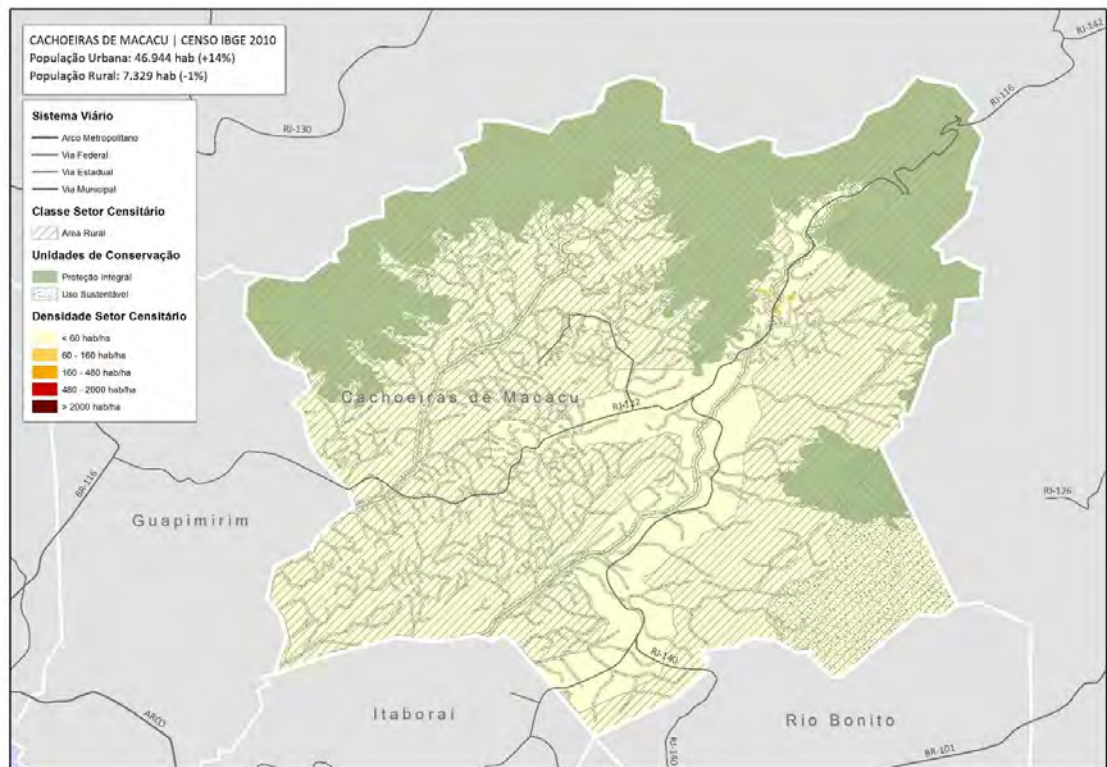 CACHOEIRAS DE MACACU | CENSO IBGE 2010
População Urbana: 46.944 hab (+14%)
População Rural: 7.329 hab (-1%)
Sistema Viário
Arco Metropolitano
Via Federal
Via Estadual
Via Municipal
Classe Setor Censitário
Area Rural
Unidades de Conservação
Proteção Integral
Uso Sustentável
Densidade Setor Censitário
< 60 hab/ha
60 - 160 hab/ha
160 - 480 hab/ha
480 - 2000 hab/ha
> 2000 hab/ha
RJ-142
RJ-116
RJ-130
Cachoeiras de Macacu
RJ-122
BR-116
RJ-126
Guapimirim
RJ-140
Itaboraí
Rio Bonito
ARCO
RJ-140
BR-101